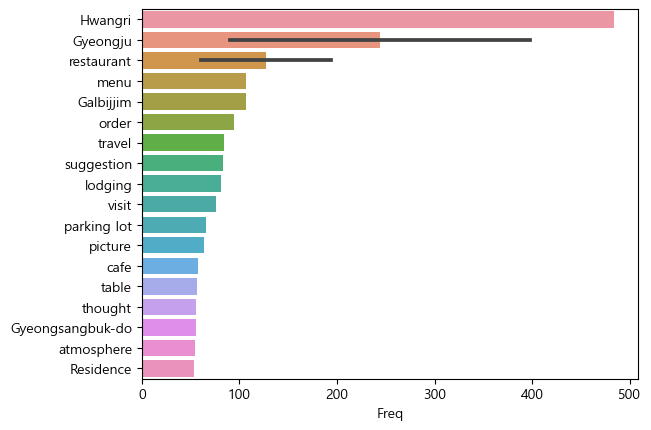 Hwangri
Gyeongju
restaurant
menu
Galbijjim
order
travel
suggestion
lodging
visit
parking lot
picture
cafe
table
thought
Gyeongsangbuk-do
atmosphere
Residence
0 100 200 300 400 500
Freq